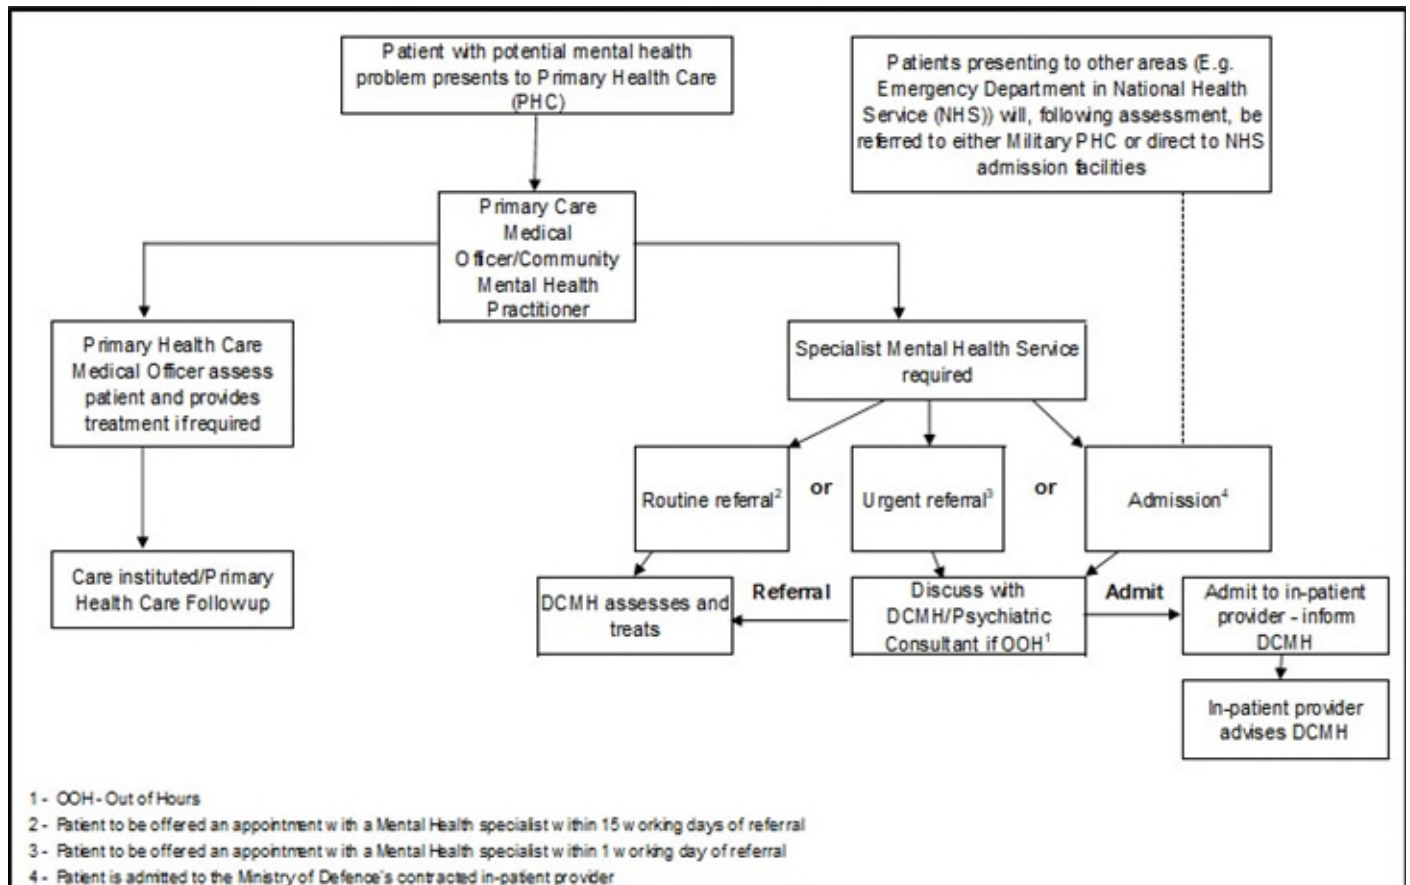 Patient with potential mental health
problem presents to Primary Health Care
(PHC)
Patients presenting to other areas (E.g.
Emergency Department in National Health
Service (NHS)) will, following assessment, be
referred to either Military PHC or direct to NHS
admission facilities
Primary Care
Medical
Officer/Community
Mental Health
Practitioner
Primary Health Care
Medical Officer assess
patient and provides
treatment if required
Specialist Mental Health Service
required
Routine referral²
or
Urgent referral³
or
Admission⁴
Care instituted/Primary
Health Care Followup
DCMH assesses and
treats
Referral
Discuss with
DCMH/Psychiatric
Consultant if OOH¹
Admit
Admit to in-patient
provider - inform
DCMH
In-patient provider
advises DCMH
1 - OOH - Out of Hours
2 - Patient to be offered an appointment with a Mental Health specialist within 15 working days of referral
3 - Patient to be offered an appointment with a Mental Health specialist within 1 working day of referral
4 - Patient is admitted to the Ministry of Defence's contracted in-patient provider